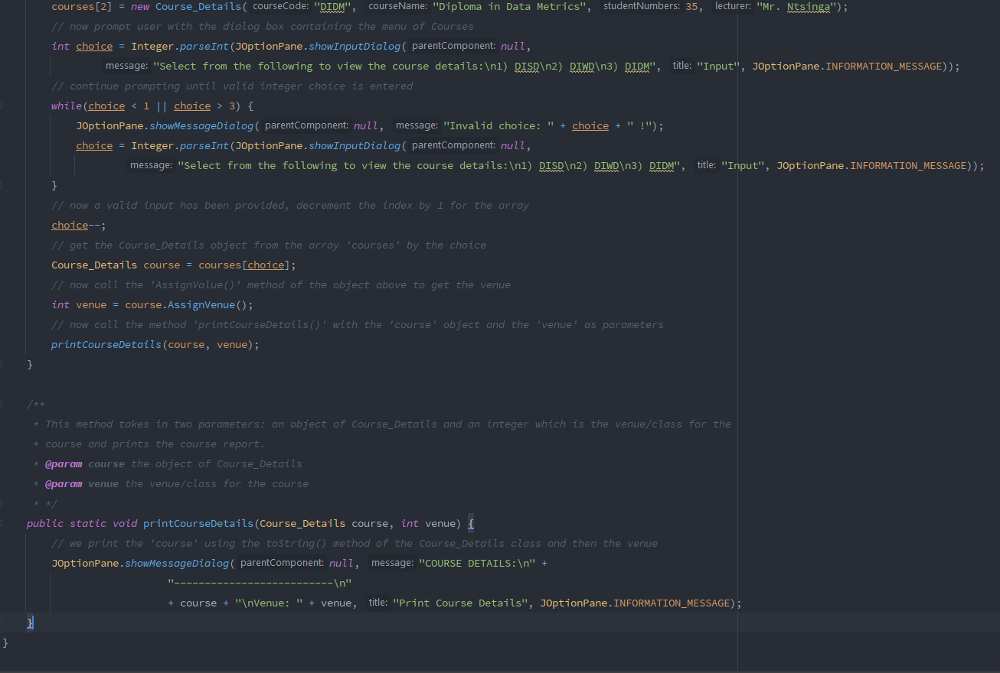 courses[2] = new Course_Details( courseCode: "DIDM", courseName: "Diploma in Data Metrics", studentNumbers: 35, lecturer: "Mr. Ntsinga");
// now prompt user with the dialog box containing the menu of Courses
int choice = Integer.parseInt(JOptionPane.showInputDialog( parentComponent: null,
message: "Select from the following to view the course details:\n1) DISD\n2) DIWD\n3) DIDM", title: "Input", JOptionPane.INFORMATION_MESSAGE));
// continue prompting until valid integer choice is entered
while(choice < 1 || choice > 3) {
JOptionPane.showMessageDialog( parentComponent: null, message: "Invalid choice: " + choice + " !");
choice = Integer.parseInt(JOptionPane.showInputDialog( parentComponent: null,
message: "Select from the following to view the course details:\n1) DISD\n2) DIWD\n3) DIDM", title: "Input", JOptionPane.INFORMATION_MESSAGE));
}
// now a valid input has been provided, decrement the index by 1 for the array
choice--;
// get the Course_Details object from the array 'courses' by the choice
Course_Details course = courses[choice];
// now call the 'AssignValue()' method of the object above to get the venue
int venue = course.AssignVenue();
// now call the method 'printCourseDetails()' with the 'course' object and the 'venue' as parameters
printCourseDetails(course, venue);
}
/**
* This method takes in two parameters: an object of Course_Details and an integer which is the venue/class for the
* course and prints the course report.
* @param course the object of Course_Details
* @param venue the venue/class for the course
* */
public static void printCourseDetails(Course_Details course, int venue) {
// we print the 'course' using the toString() method of the Course_Details class and then the venue
JOptionPane.showMessageDialog( parentComponent: null, message: "COURSE DETAILS:\n" +
"--------------------------\n"
+ course + "\nVenue: " + venue, title: "Print Course Details", JOptionPane.INFORMATION_MESSAGE);
}
}